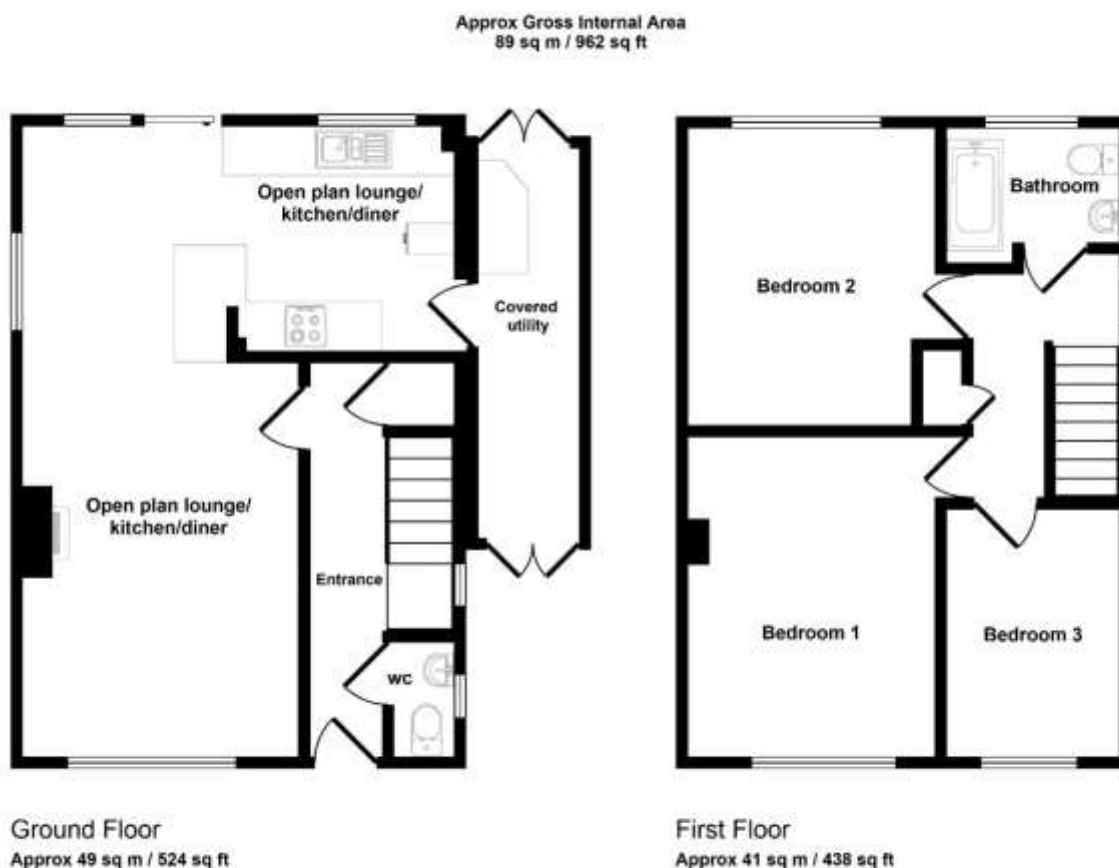 Approx Gross Internal Area
89 sq m / 962 sq ft
Open plan lounge/
kitchen/diner
Covered
utility
Open plan lounge/
kitchen/diner
Entrance
WC
Ground Floor
Approx 49 sq m / 524 sq ft
Bathroom
Bedroom 2
Bedroom 1
Bedroom 3
First Floor
Approx 41 sq m / 438 sq ft